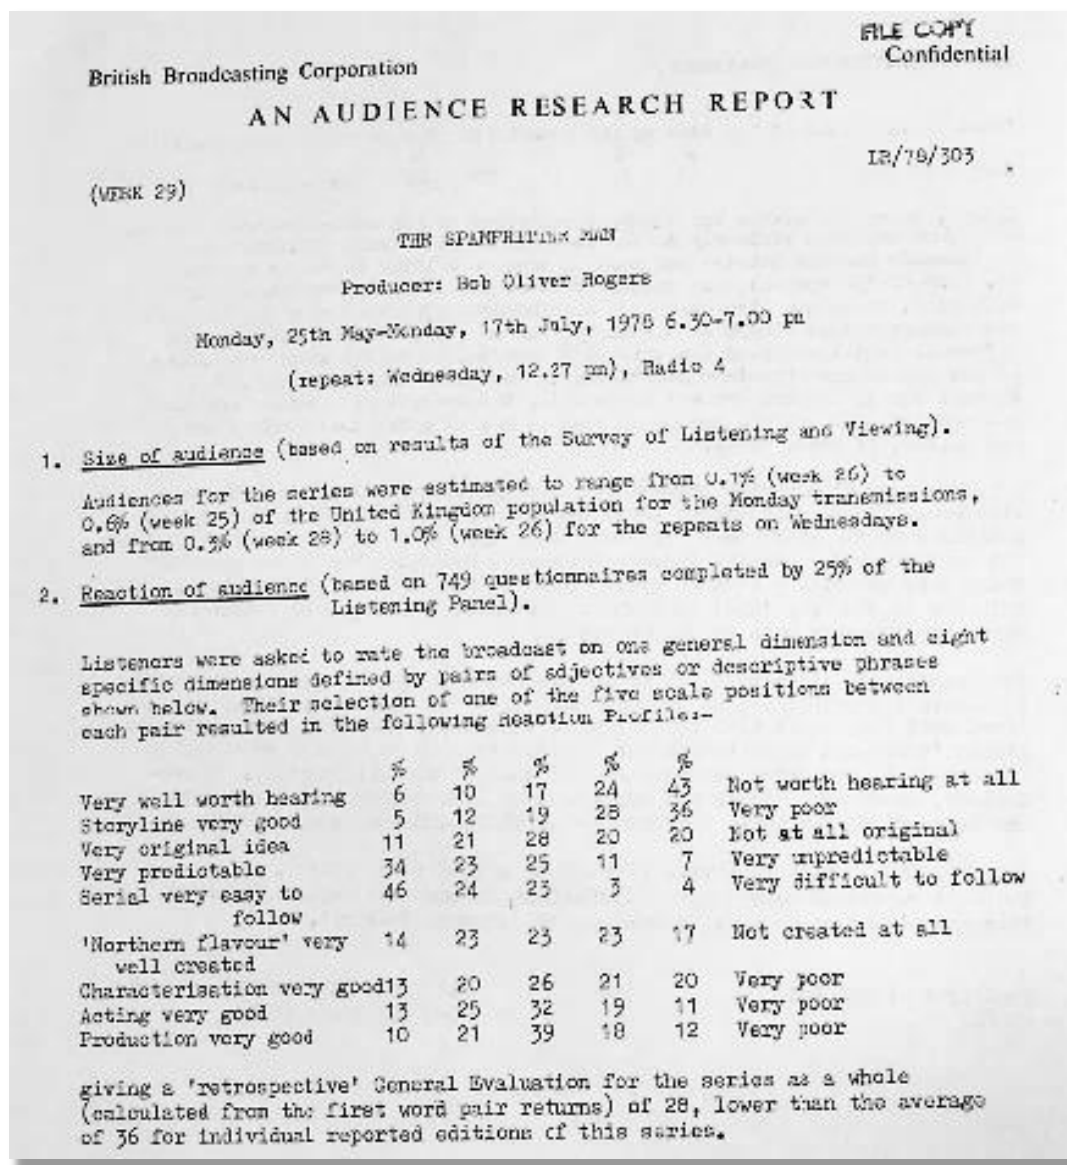 FILE COPY
Confidential
British Broadcasting Corporation
AN AUDIENCE RESEARCH REPORT
LR/78/303
(WEEK 29)
THE MAN
Producer: Bob Oliver Rogers
Monday, 25th May-Monday, 17th July, 1978 6.30-7.00 pm
(repeat: Wednesday, 12.27 pm), Radio 4
1. Size of audience (based on results of the Survey of Listening and Viewing).
Audiences for the series were estimated to range from 0.1% (week 26) to
0.6% (week 25) of the United Kingdom population for the Monday transmissions,
and from 0.3% (week 28) to 1.0% (week 26) for the repeats on Wednesdays.
2. Reaction of audience (based on 749 questionnaires completed by 25% of the
Listening Panel).
Listeners were asked to rate the broadcast on one general dimension and eight
specific dimensions defined by pairs of adjectives or descriptive phrases
shown below. Their selection of one of the five scale positions between
each pair resulted in the following Reaction Profile:-
% % % % %
Very well worth hearing 6 10 17 24 43 Not worth hearing at all
Storyline very good 5 12 19 28 36 Very poor
Very original idea 11 21 28 20 20 Not at all original
Very predictable 34 23 25 11 7 Very unpredictable
Serial very easy to 46 24 23 3 4 Very difficult to follow
follow
'Northern flavour' very 14 23 23 23 17 Not created at all
well created
Characterisation very good 13 20 26 21 20 Very poor
Acting very good 13 25 32 19 11 Very poor
Production very good 10 21 39 18 12 Very poor
giving a 'retrospective' General Evaluation for the series as a whole
(calculated from the first word pair returns) of 28, lower than the average
of 36 for individual reported editions of this series.